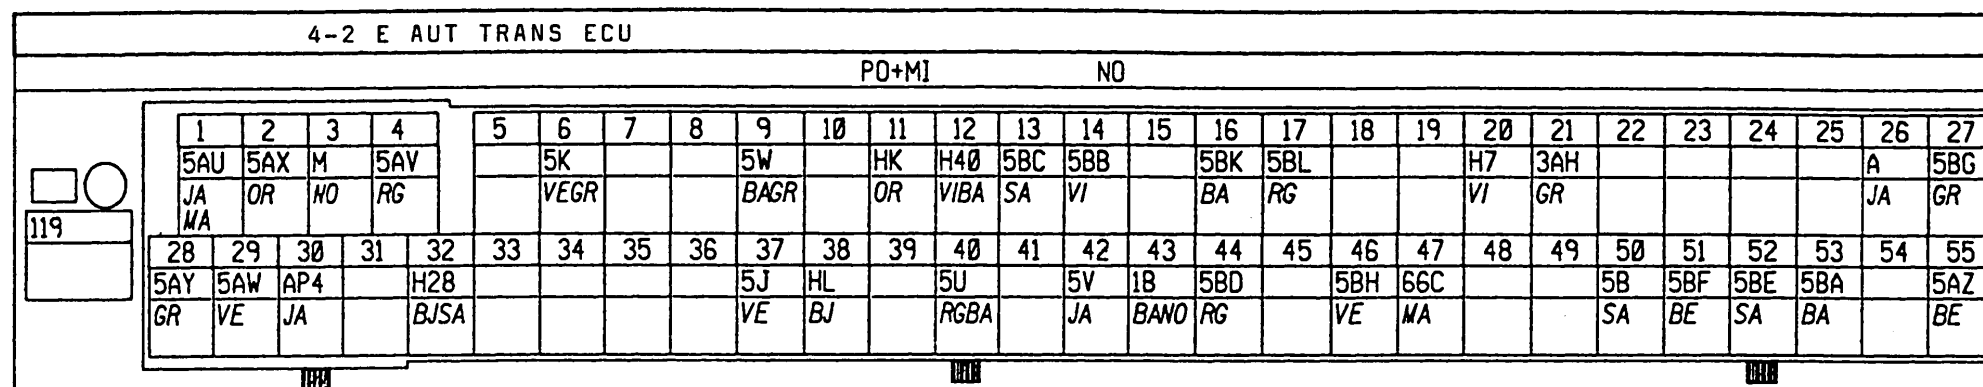 4-2 E AUT TRANS ECU
PO+MI NO
1 2 3 4 5 6 7 8 9 10 11 12 13 14 15 16 17 18 19 20 21 22 23 24 25 26 27
5AU 5AX M 5AV 5K 5W HK H40 5BC 5BB 5BK 5BL H7 3AH A 5BG
JA OR NO RG VEGR BAGR OR VIBA SA VI BA RG VI GR JA GR
MA
119
28 29 30 31 32 33 34 35 36 37 38 39 40 41 42 43 44 45 46 47 48 49 50 51 52 53 54 55
5AY 5AW AP4 H28 5J HL 5U 5V 1B 5BD 5BH 66C 5B 5BF 5BE 5BA 5AZ
GR VE JA BJSA VE BJ RGBA JA BANO RG VE MA SA BE SA BA BE